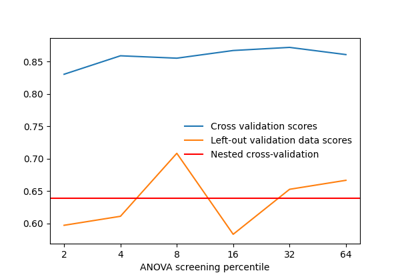 0.85
0.80
0.75
0.70
0.65
0.60
Cross validation scores
Left-out validation data scores
Nested cross-validation
2 4 8 16 32 64
ANOVA screening percentile